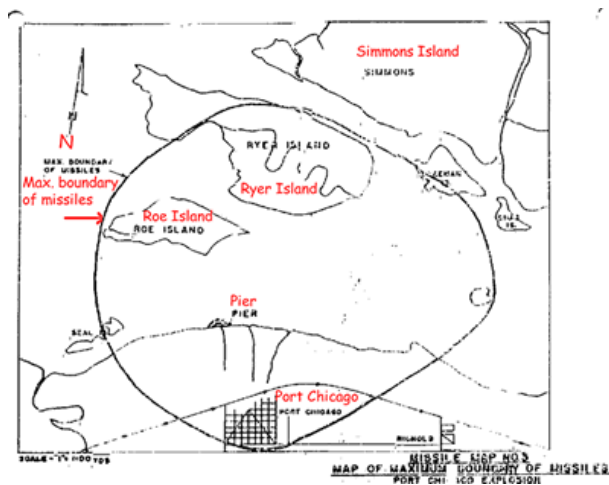 Simmons Island
SIMMONS
N
RYER ISLAND
MAX. BOUNDARY
OF MISSILES
Max. boundary
of missiles
Ryer Island
Roe Island
ROE ISLAND
Pier
PIER
SEAL
Port Chicago
PORT CHICAGO
MISSILE MAP NO 3
MAP OF MAXIMUM BOUNDARY OF MISSILES